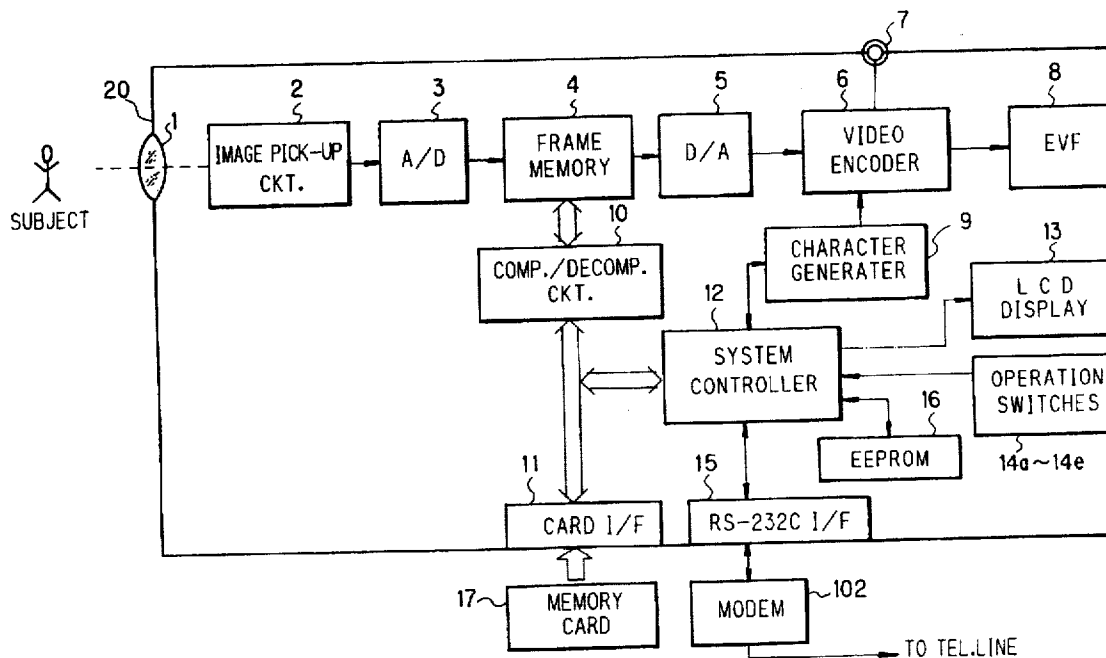 7
20
1
2
3
4
5
6
8
IMAGE PICK-UP
CKT.
A/D
FRAME
MEMORY
D/A
VIDEO
ENCODER
EVF
SUBJECT
10
COMP./DECOMP.
CKT.
CHARACTER
GENERATER
9
13
LCD
DISPLAY
12
SYSTEM
CONTROLLER
OPERATION
SWITCHES
14a~14e
16
EEPROM
11
CARD I/F
15
RS-232C I/F
17
MEMORY
CARD
MODEM
102
TO TEL.LINE